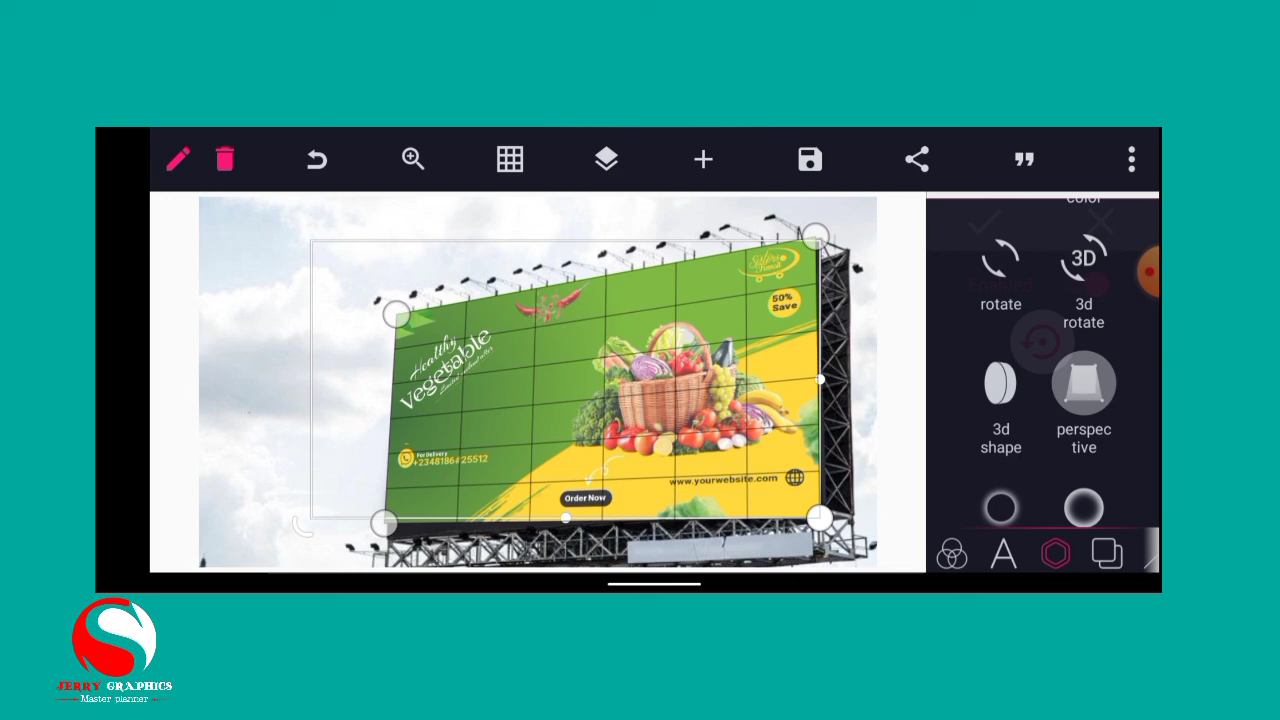 color
3D
rotate
3d
rotate
3d
shape
perspec
tive
50%
Save
Healthy
Vegetable
For Delivery
www.yourwebsite.com
Order Now
JERRY GRAPHICS
Master planner